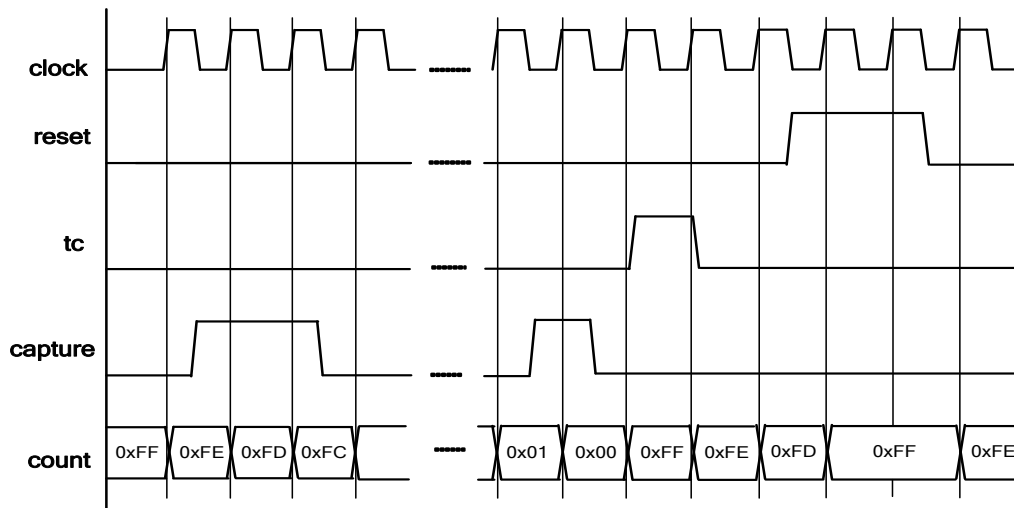 clock
reset
tc
capture
count 0xFF 0xFE 0xFD 0xFC 0x01 0x00 0xFF 0xFE 0xFD 0xFF 0xFE